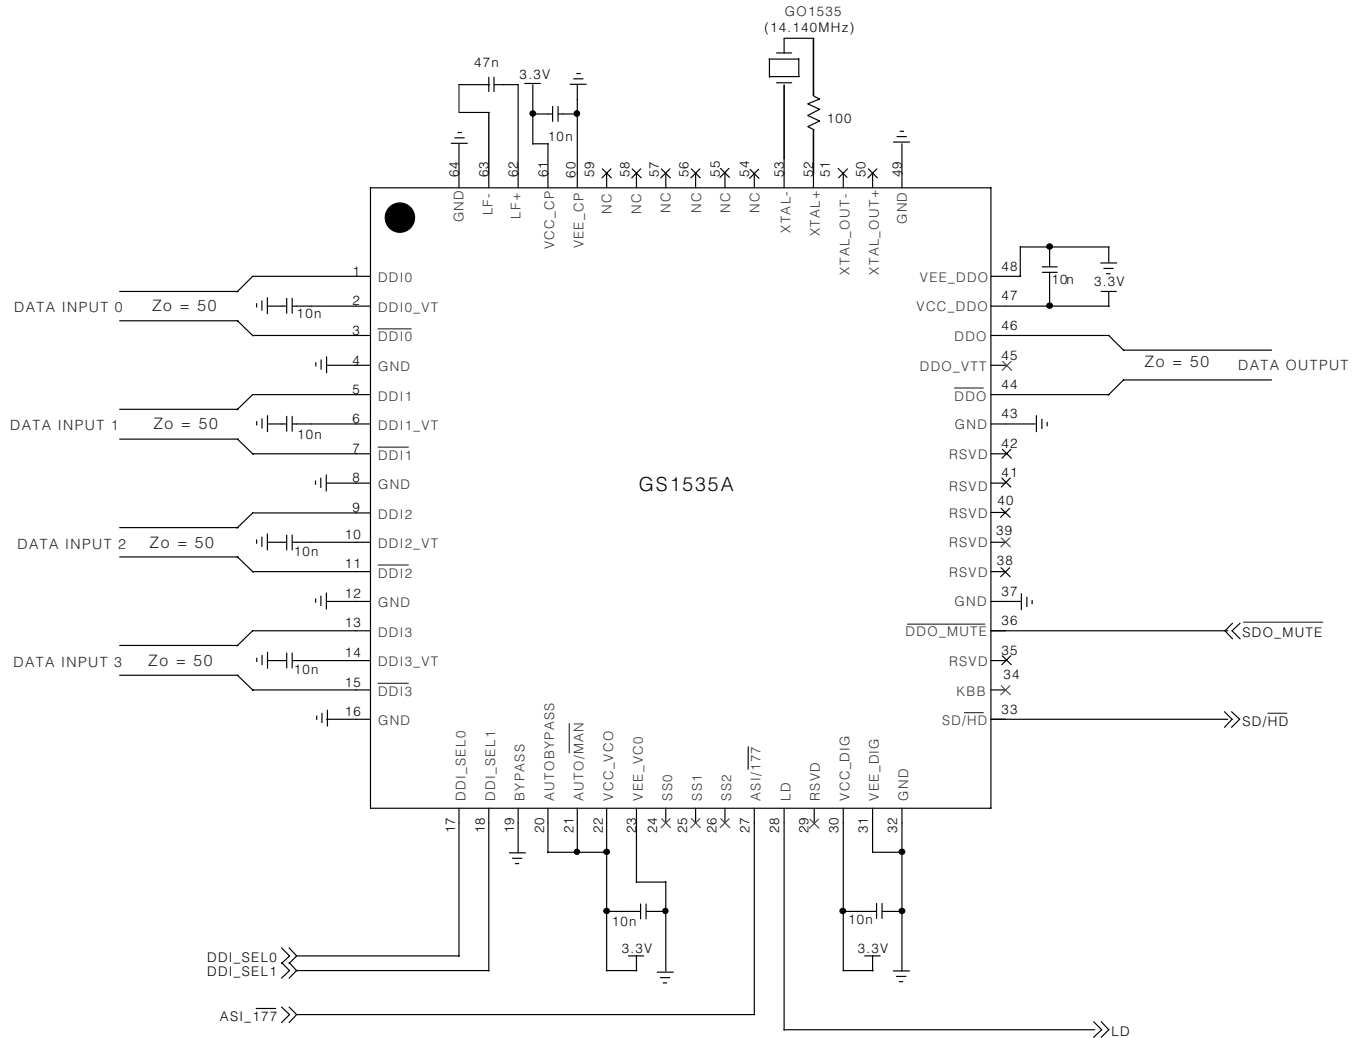 GO1535
(14.140MHz)
47n
3.3V
10n
100
64
63
62
61
60
59
58
57
56
55
54
53
52
51
50
49
GND
LF-
LF+
VCC_CP
VEE_CP
NC
NC
NC
NC
NC
NC
XTAL-
XTAL+
XTAL_OUT-
XTAL_OUT+
GND
DATA INPUT 0
Zo = 50
10n
1 DDI0
2 DDI0_VT
3 DDI0
4 GND
DATA INPUT 1
Zo = 50
10n
5 DDI1
6 DDI1_VT
7 DDI1
8 GND
DATA INPUT 2
Zo = 50
10n
9 DDI2
10 DDI2_VT
11 DDI2
12 GND
DATA INPUT 3
Zo = 50
10n
13 DDI3
14 DDI3_VT
15 DDI3
16 GND
GS1535A
VEE_DDO 48
10n
3.3V
VCC_DDO 47
DDO 46
DDO_VTT 45
Zo = 50
DATA OUTPUT
DDO 44
GND 43
RSVD 42
RSVD 41
RSVD 40
RSVD 39
RSVD 38
GND 37
DDO_MUTE 36
SDO_MUTE
RSVD 35
KBB 34
SD/HD 33
SD/HD
DDI_SEL0
DDI_SEL1
BYPASS
AUTOBYPASS
AUTO/MAN
VCC_VCO
VEE_VC0
SS0
SS1
SS2
ASI/177
LD
RSVD
VCC_DIG
VEE_DIG
GND
17
18
19
20
21
22
23
24
25
26
27
28
29
30
31
32
10n
3.3V
10n
3.3V
DDI_SEL0
DDI_SEL1
ASI_177
LD